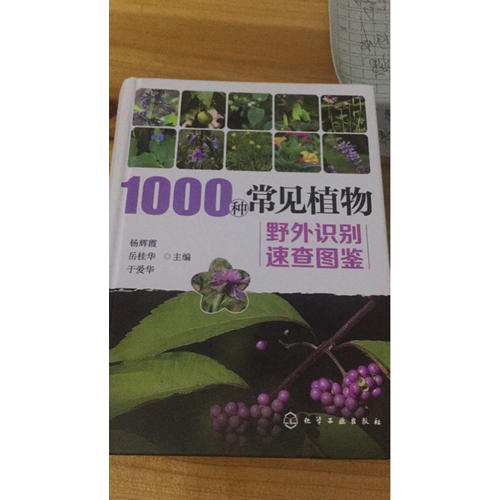 1000种常见植物
野外识别
速查图鉴
杨辉霞
岳桂华 主编
于爱华
化学工业出版社